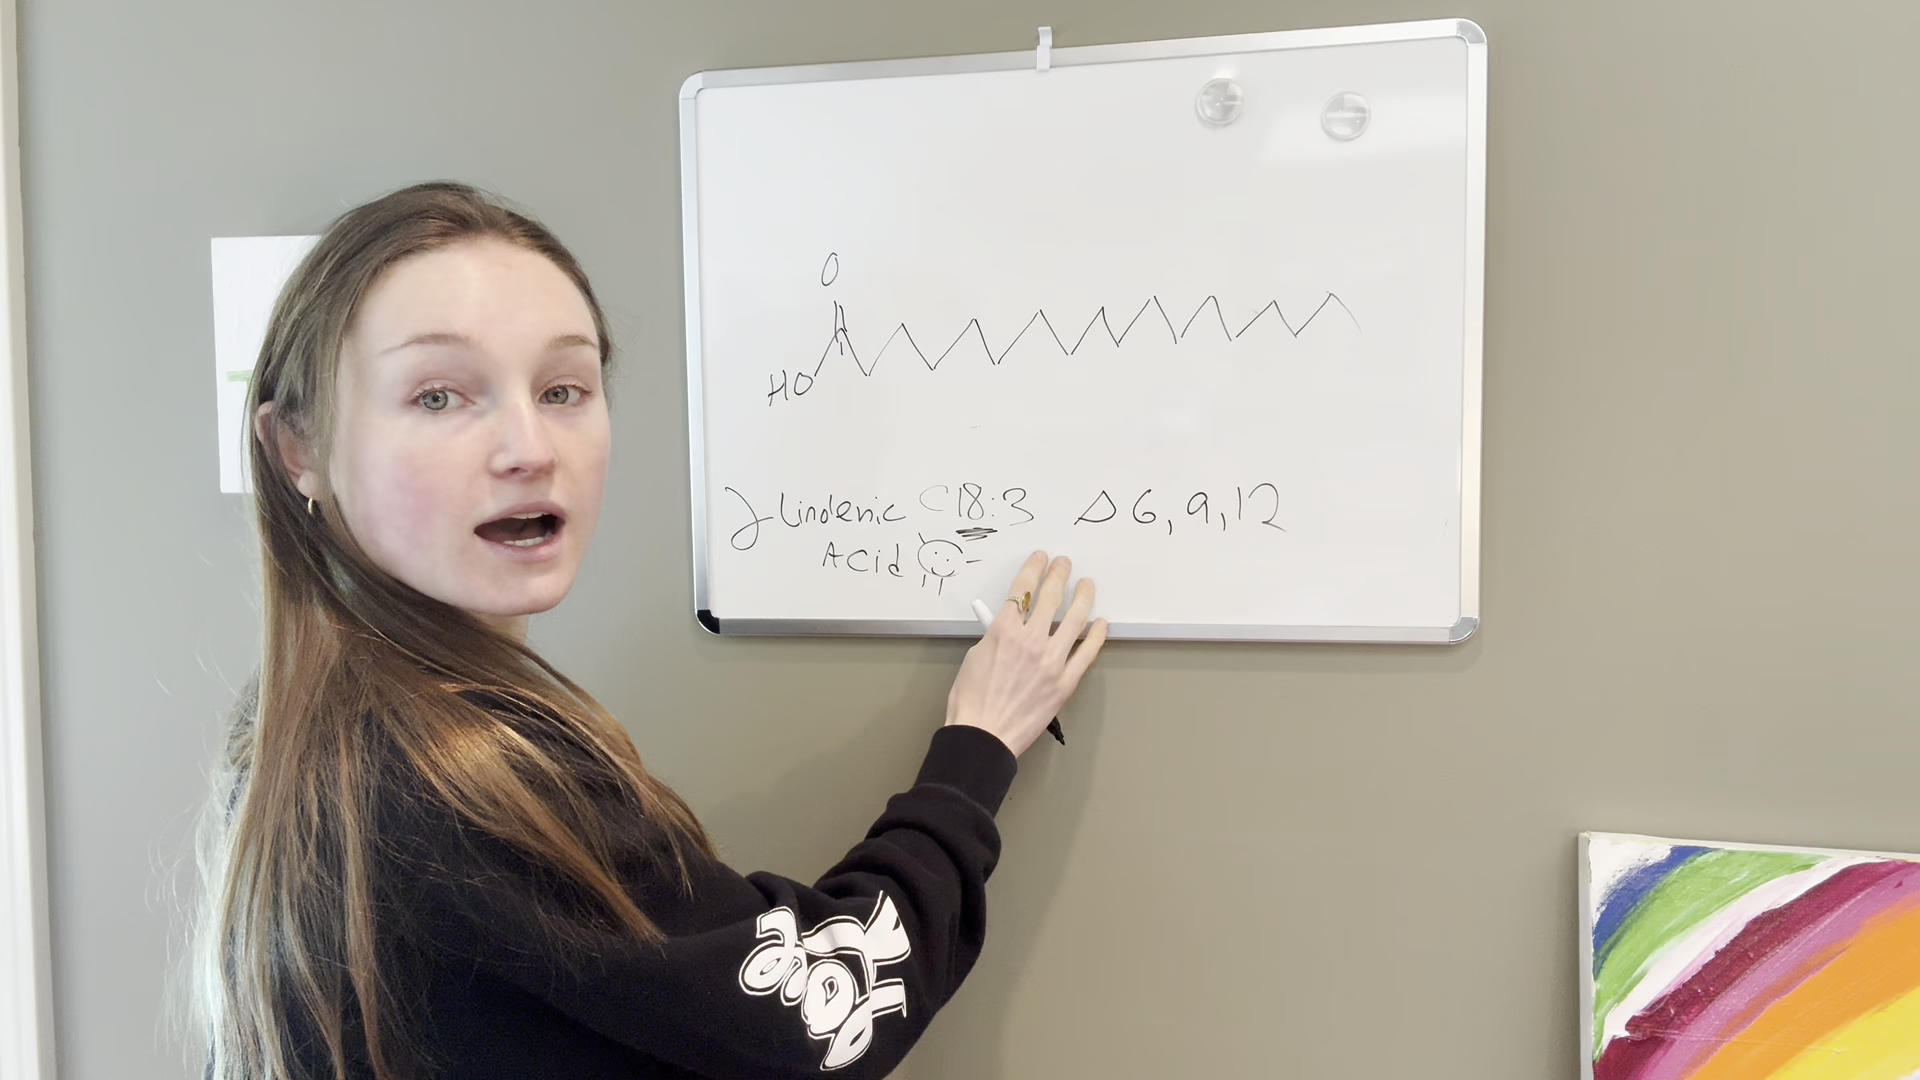 O
HO
γ Linolenic C18:3 Δ 6,9,12
Acid